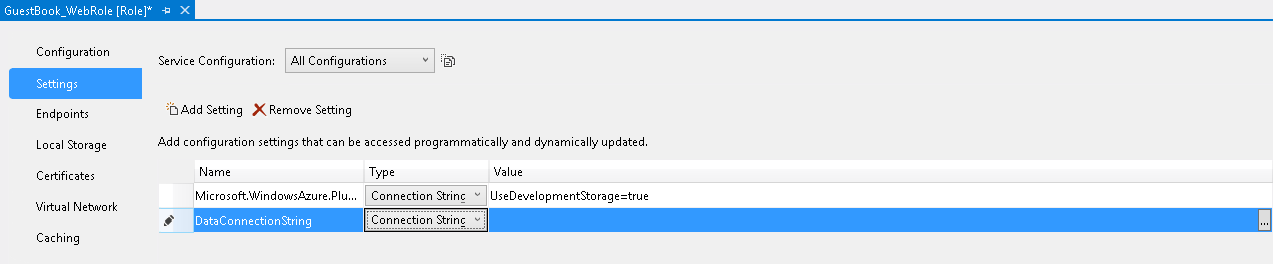 GuestBook_WebRole [Role]*
Configuration
Settings
Endpoints
Local Storage
Certificates
Virtual Network
Caching
Service Configuration: All Configurations
Add Setting Remove Setting
Add configuration settings that can be accessed programmatically and dynamically updated.
Name Type Value
Microsoft.WindowsAzure.Plu... Connection String UseDevelopmentStorage=true
DataConnectionString Connection String ...